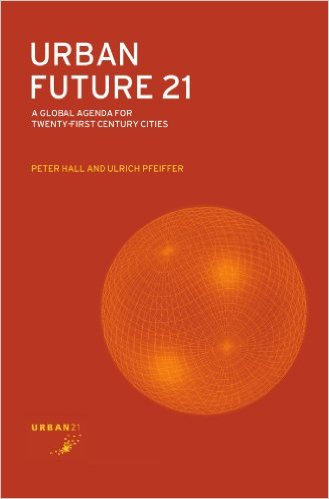 URBAN
FUTURE 21
A GLOBAL AGENDA FOR
TWENTY-FIRST CENTURY CITIES
PETER HALL AND ULRICH PFEIFFER
URBAN21